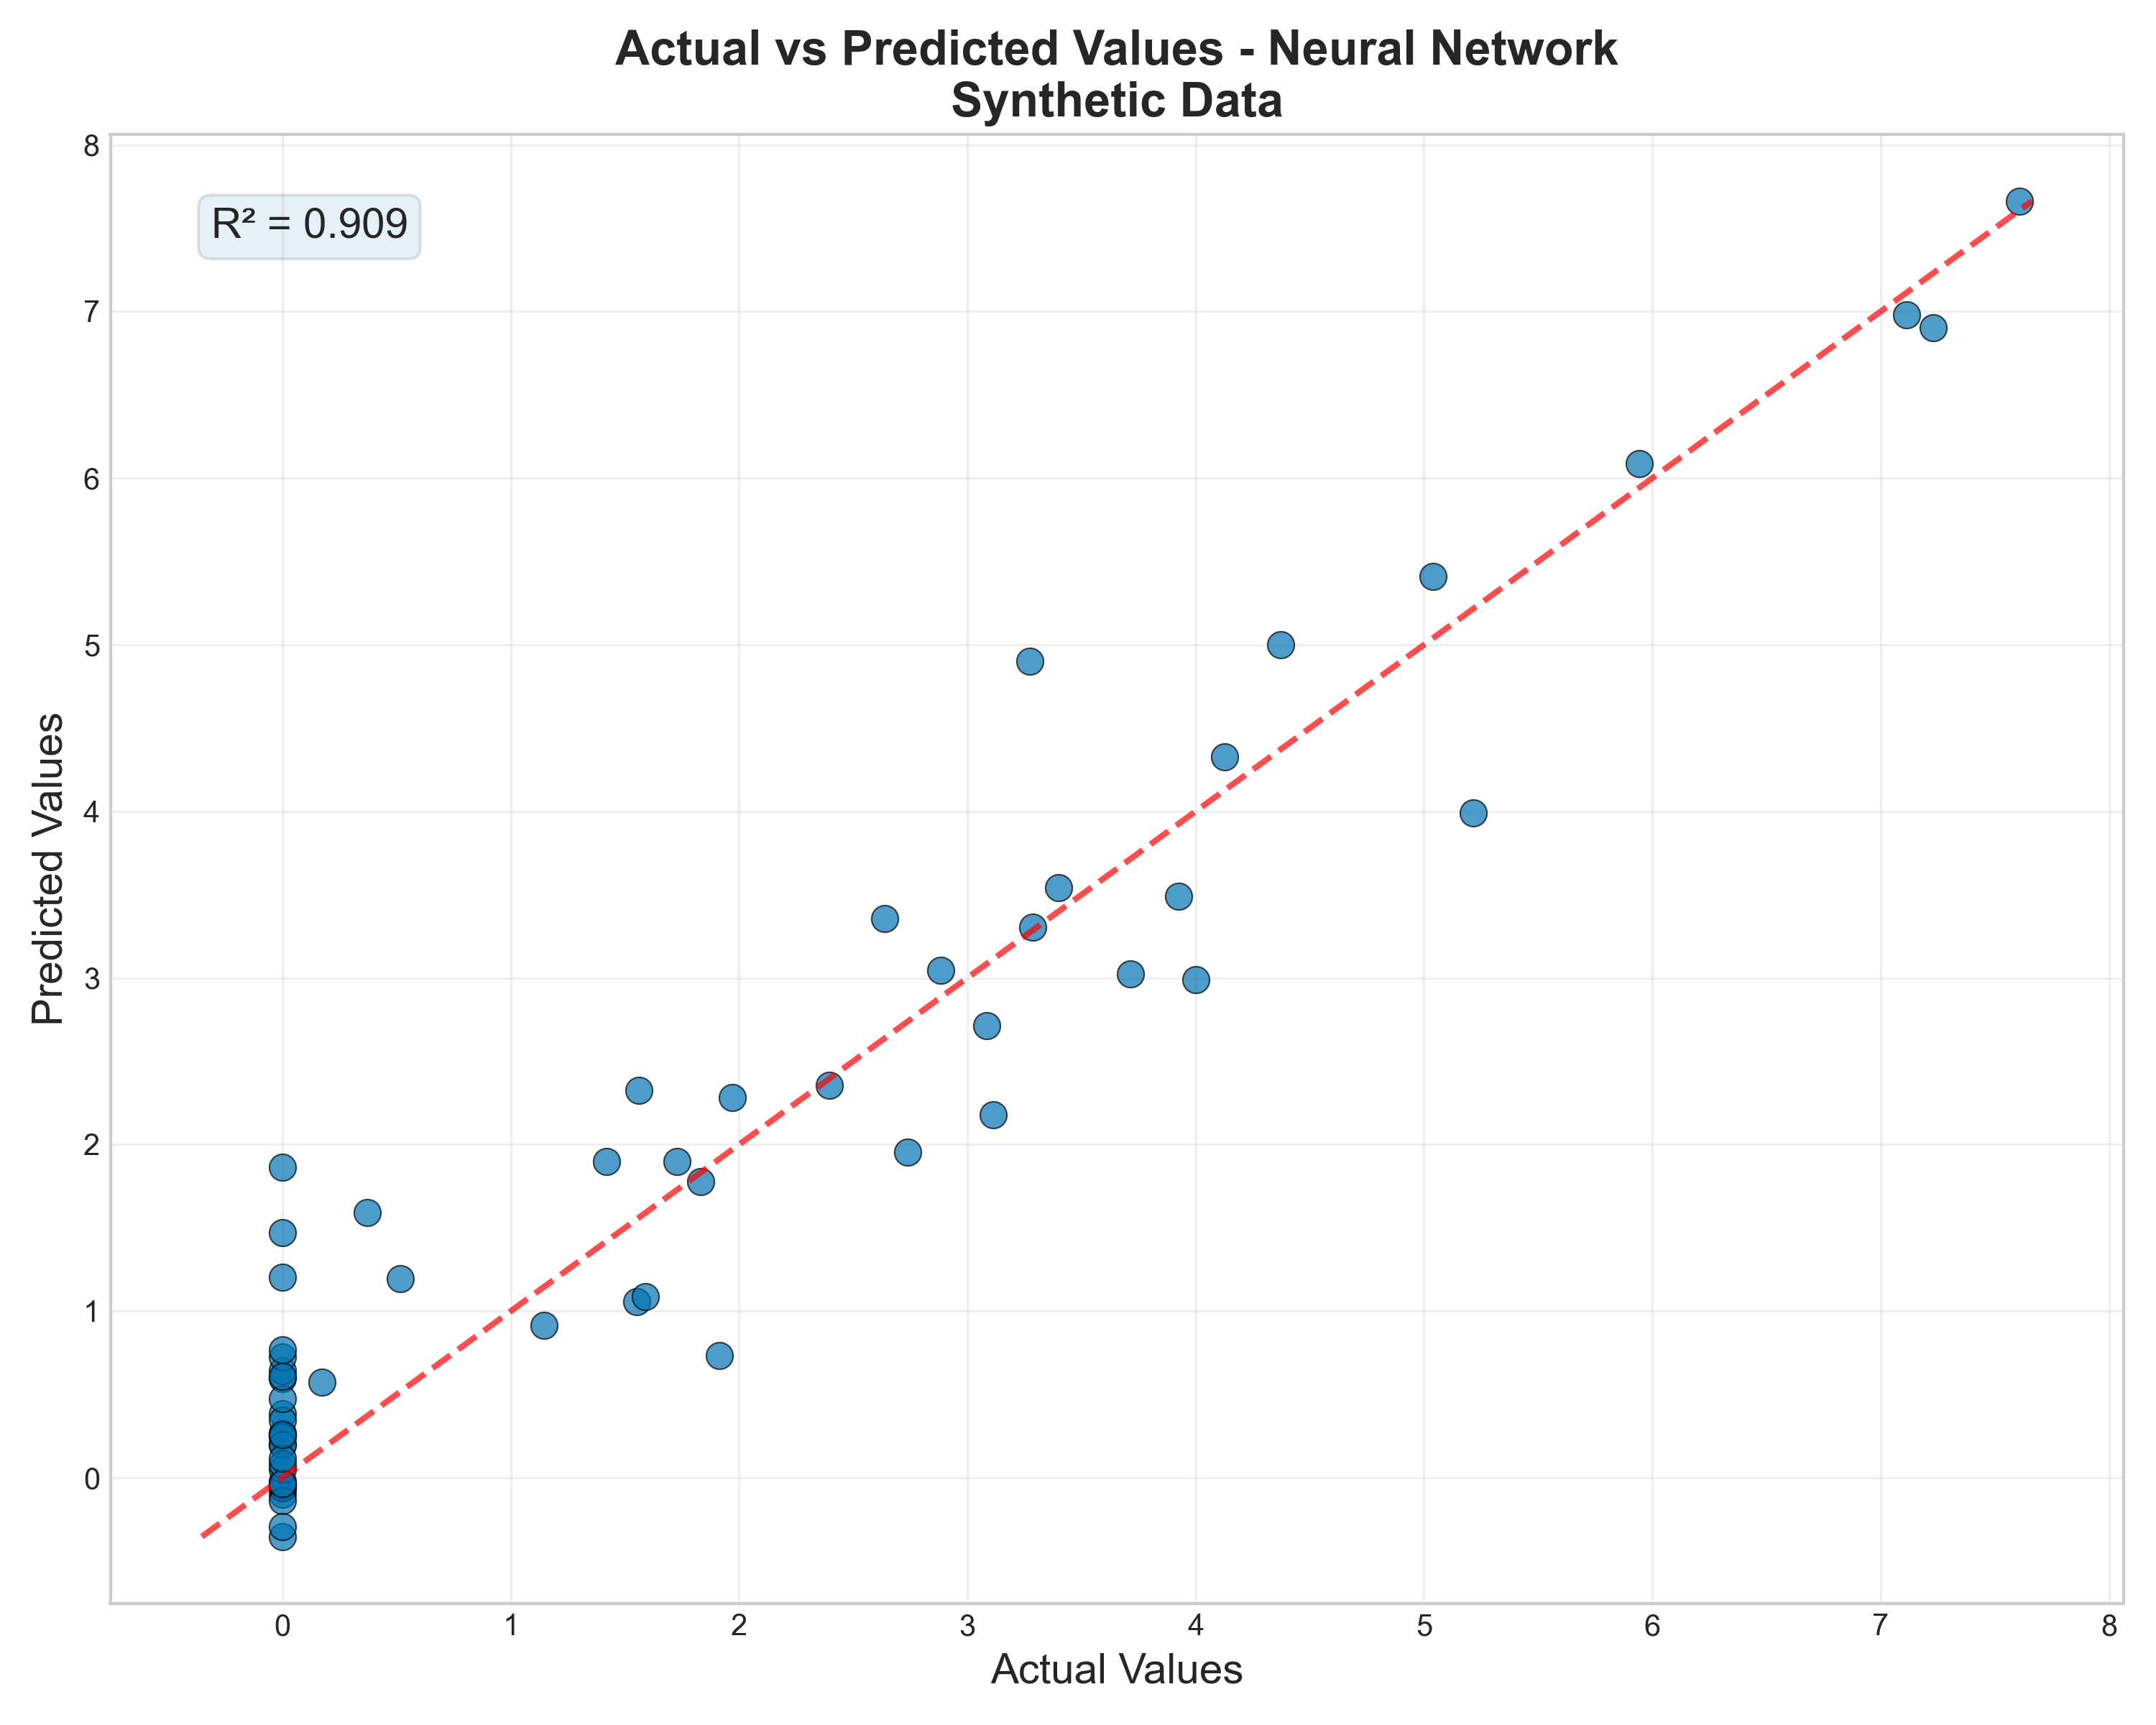 Actual vs Predicted Values - Neural Network
Synthetic Data
R² = 0.909
Predicted Values
8
7
6
5
4
3
2
1
0
0 1 2 3 4 5 6 7 8
Actual Values